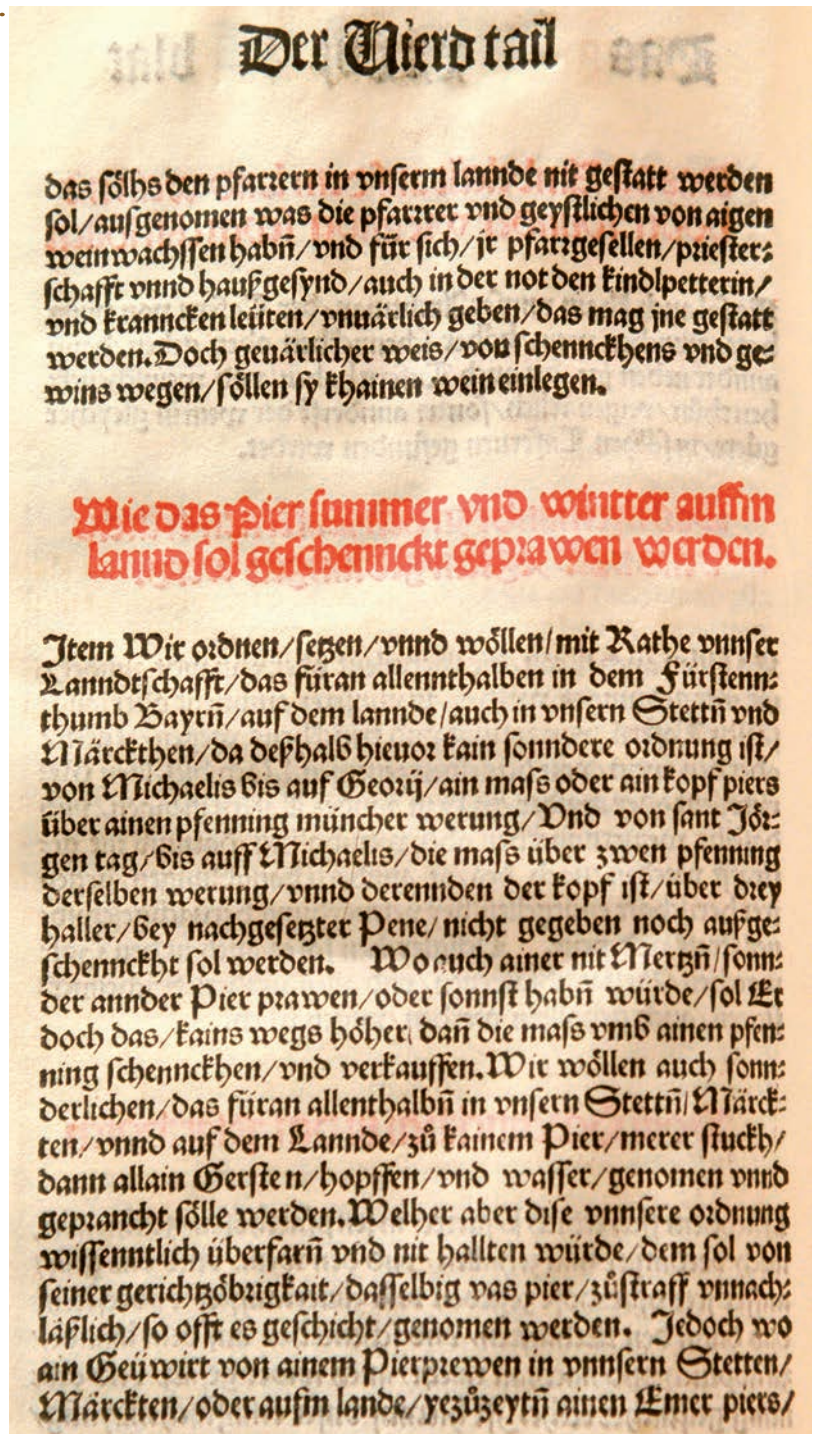 Der Vierd tail
das sölhs den pfarrern in vnserm lannde nit gestatt werden
sol/ausgenomen was die pfarrer vnd geystlichen von aigen
weinwachssen habñ/vnd für sich/jr pfarrgesellen/priester⸗
schafft vnnd haußgesynd/auch in der not den kindlpetterin/
vnd kranncken leüten/vnuärlich geben/das mag jne gestatt
werden. Doch geuärlicher weis/von schennckhens vnd ge⸗
wins wegen/söllen sy khainen wein einlegen.
Wie das Pier summer vnd wintter auffm
lannd sol geschennckt geprawen werden.
Item Wir ordnen/setzen/vnnd wöllen/mit Rathe vnnser
Lanndtschafft/das füran allennthalben in dem Fürstenn⸗
thumb Bayrñ/auf dem lannde/auch in vnsern Stettñ vnd
Märckthen/da deßhalb hieuor kain sonndere ordnung ist/
von Michaelis bis auf Georij/ain mass oder ain kopf piers
über ainen pfenning müncher werung/Vnd von sant Jör⸗
gen tag/bis auff Michaelis/die mass über zwen pfenning
derselben werung/vnnd derennden der kopf ist/über drey
haller/bey nachgesetzter Pene/nicht gegeben noch außge⸗
schennckht sol werden. Wo auch ainer nit Mertzñ/sonn⸗
der annder Pier prawen/oder sonnst habñ würde/sol Er
doch das/kains wegs höher dañ die mass vmb ainen pfen⸗
ning schennckhen/vnd verkauffen. Wir wöllen auch sonn⸗
derlichen/das füran allenthalbñ in vnsern Stettñ/Märck⸗
ten/vnnd auf dem Lannde/zů kainem Pier/merer stuckh/
dann allain Gersten/hopffen/vnd wasser/genomen vnnd
geprancht sölle werden. Welher aber dise vnnsere ordnung
wissenntlich überfarñ vnd nit hallten würde/dem sol von
seiner gerichtzöbrigkait/dasselbig vas pier/zůstraff vnnach⸗
läßlich/so offt es geschicht/genomen werden. Jedoch wo
ain Geüwirt von ainem Pierprewen in vnnsern Stetten/
Märckten/oder aufm lande/yezůzeytñ ainen Emer piers/